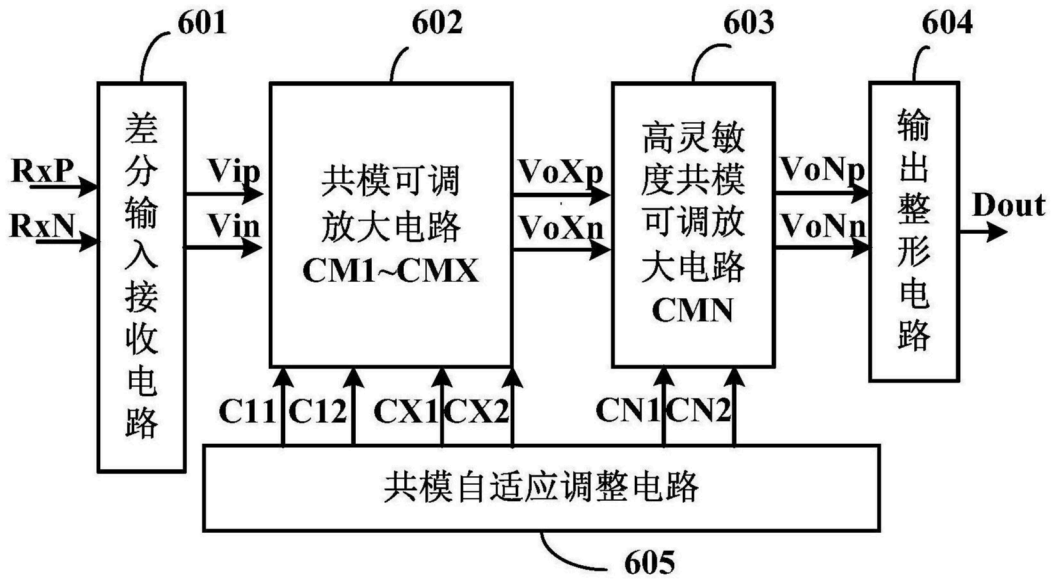 601
602
603
604
RxP
RxN
差分输入接收电路
Vip
Vin
共模可调
放大电路
CM1~CMX
VoXp
VoXn
高灵敏
度共模
可调放
大电路
CMN
VoNp
VoNn
输出整形电路
Dout
C11
C12
CX1
CX2
CN1
CN2
共模自适应调整电路
605